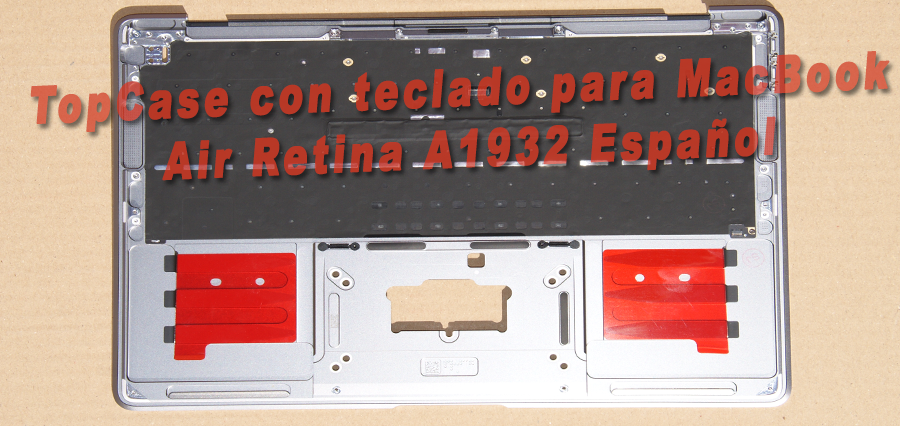 TopCase con teclado para MacBook
Air Retina A1932 Español